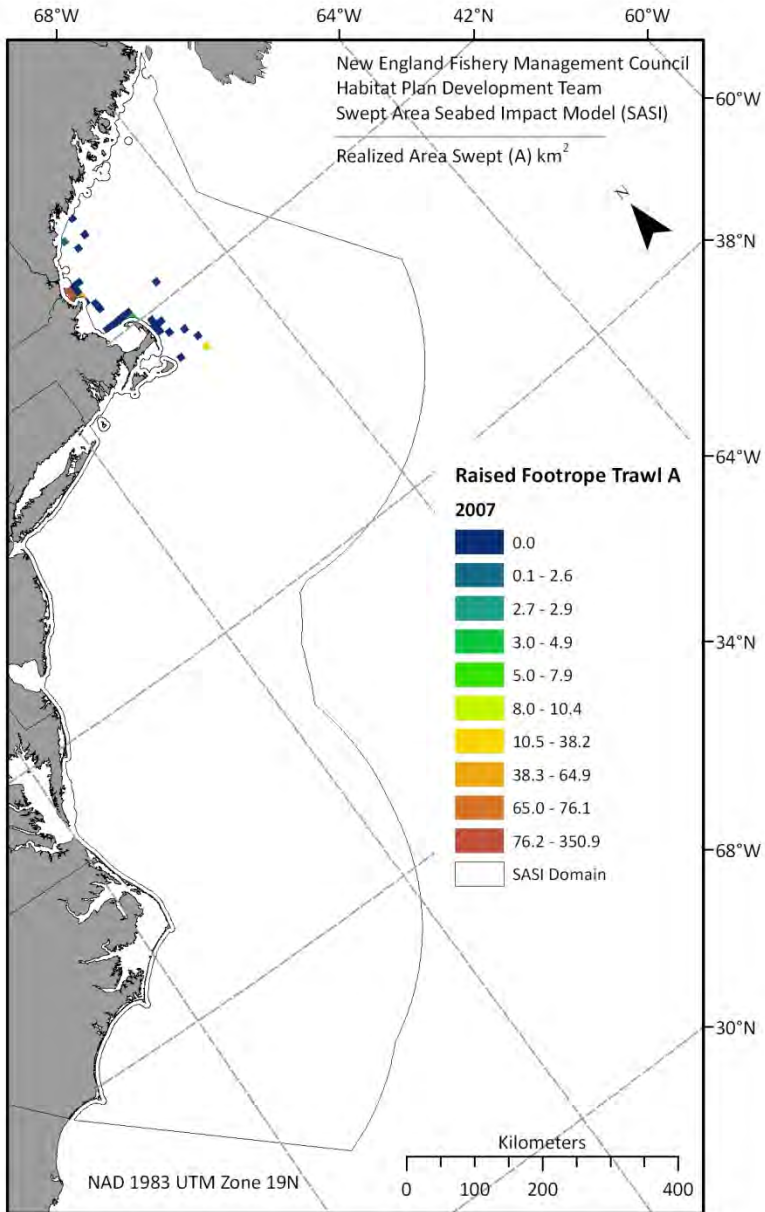 68°W 64°W 42°N 60°W
New England Fishery Management Council
Habitat Plan Development Team
Swept Area Seabed Impact Model (SASI)
Realized Area Swept (A) km²
60°W
N
38°N
64°W
Raised Footrope Trawl A
2007
0.0
0.1 - 2.6
2.7 - 2.9
3.0 - 4.9
5.0 - 7.9
8.0 - 10.4
10.5 - 38.2
38.3 - 64.9
65.0 - 76.1
76.2 - 350.9
SASI Domain
34°N
68°W
30°N
Kilometers
0 100 200 300 400
NAD 1983 UTM Zone 19N